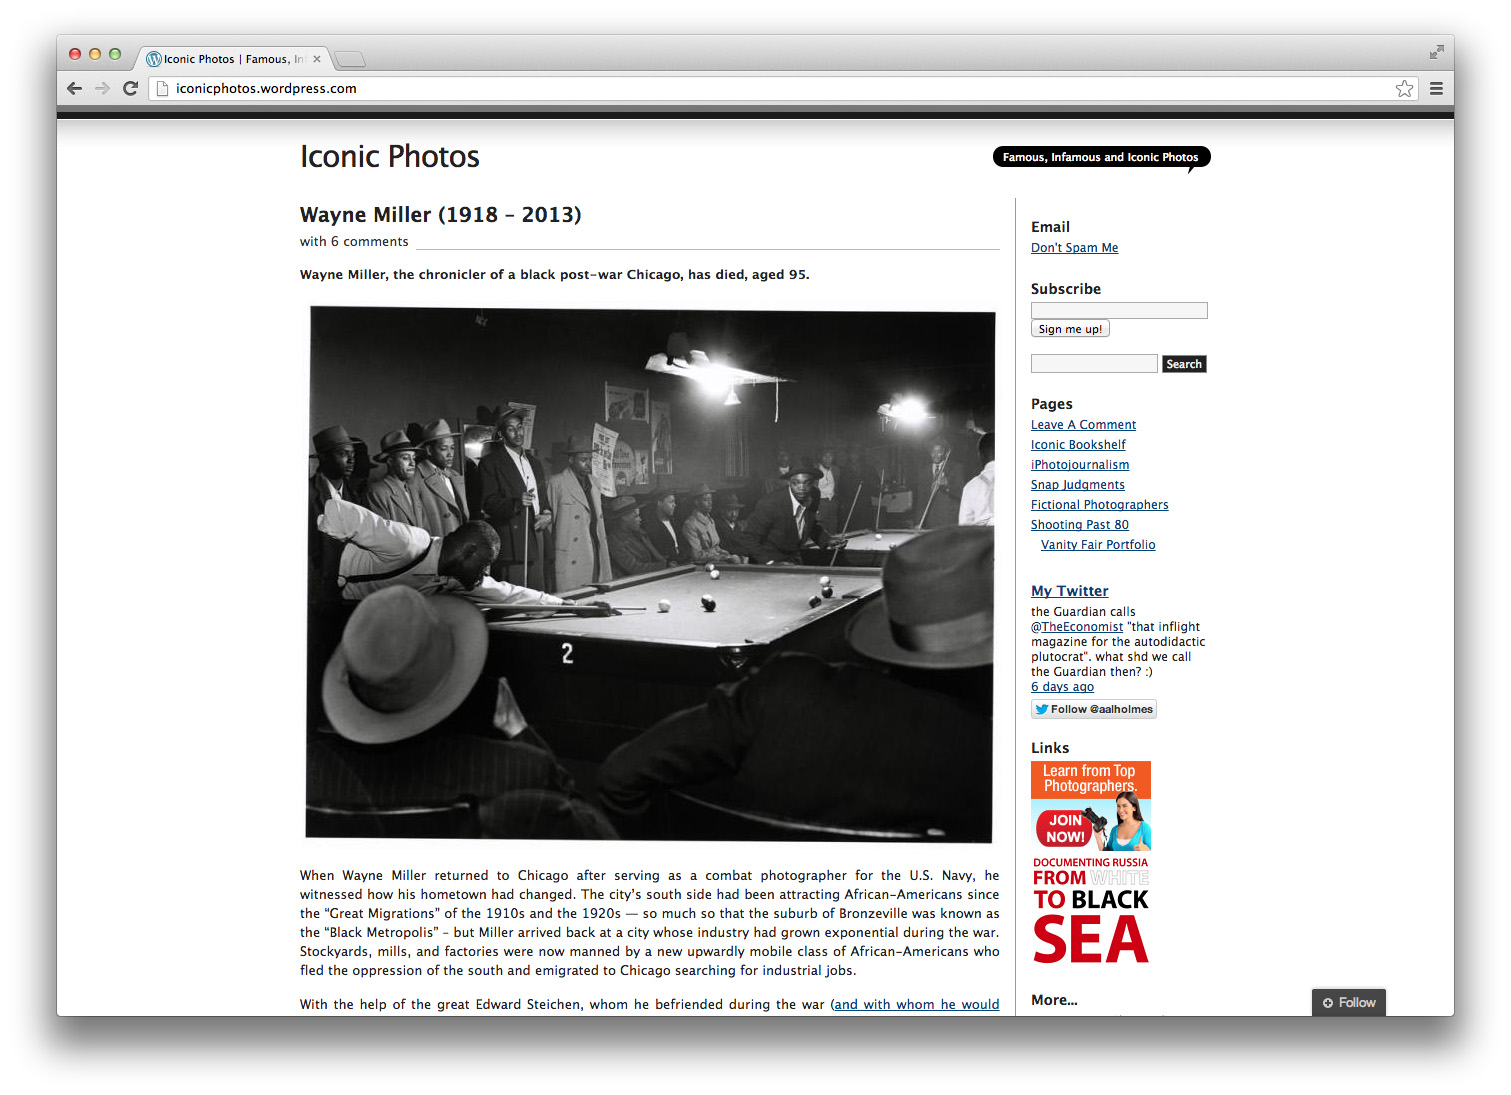 Iconic Photos | Famous, In
iconicphotos.wordpress.com
Iconic Photos
Famous, Infamous and Iconic Photos
Wayne Miller (1918 – 2013)
with 6 comments
Wayne Miller, the chronicler of a black post-war Chicago, has died, aged 95.
2
When Wayne Miller returned to Chicago after serving as a combat photographer for the U.S. Navy, he
witnessed how his hometown had changed. The city’s south side had been attracting African-Americans since
the “Great Migrations” of the 1910s and the 1920s — so much so that the suburb of Bronzeville was known as
the “Black Metropolis” – but Miller arrived back at a city whose industry had grown exponential during the war.
Stockyards, mills, and factories were now manned by a new upwardly mobile class of African-Americans who
fled the oppression of the south and emigrated to Chicago searching for industrial jobs.
With the help of the great Edward Steichen, whom he befriended during the war (and with whom he would
Email
Don't Spam Me
Subscribe
Sign me up!
Search
Pages
Leave A Comment
Iconic Bookshelf
iPhotojournalism
Snap Judgments
Fictional Photographers
Shooting Past 80
Vanity Fair Portfolio
My Twitter
the Guardian calls
@TheEconomist "that inflight
magazine for the autodidactic
plutocrat". what shd we call
the Guardian then? :)
6 days ago
Follow @aalholmes
Links
Learn from Top
Photographers.
JOIN
NOW!
DOCUMENTING RUSSIA
FROM WHITE
TO BLACK
SEA
More...
Follow